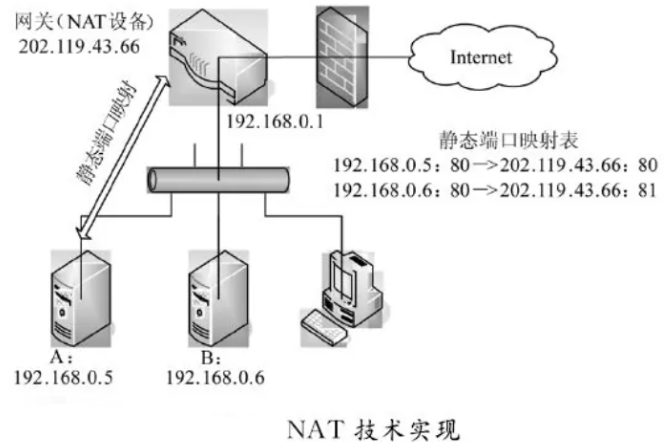 网关(NAT设备)
202.119.43.66
Internet
静态端口映射
192.168.0.1
静态端口映射表
192.168.0.5：80—>202.119.43.66：80
192.168.0.6：80—>202.119.43.66：81
A：
192.168.0.5
B：
192.168.0.6
NAT 技术实现